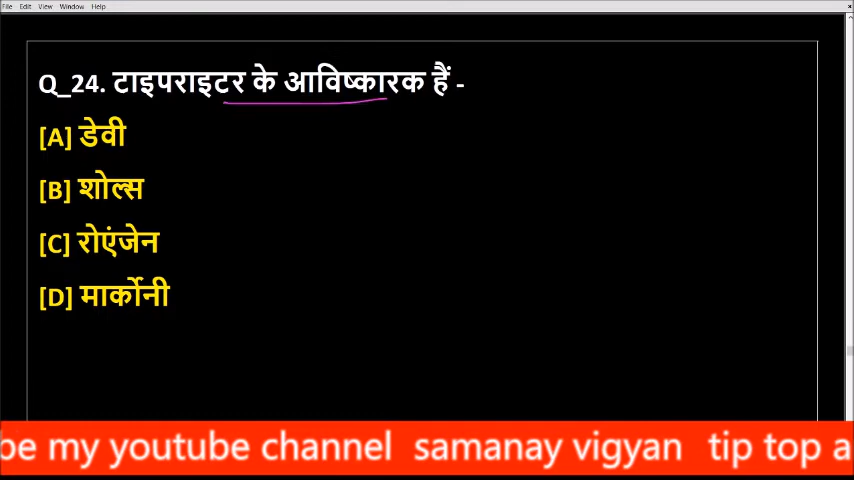 File Edit View Window Help
Q_24. टाइपराइटर के आविष्कारक हैं -
[A] डेवी
[B] शोल्स
[C] रोएंजेन
[D] मार्कोनी
be my youtube channel samanay vigyan tip top a